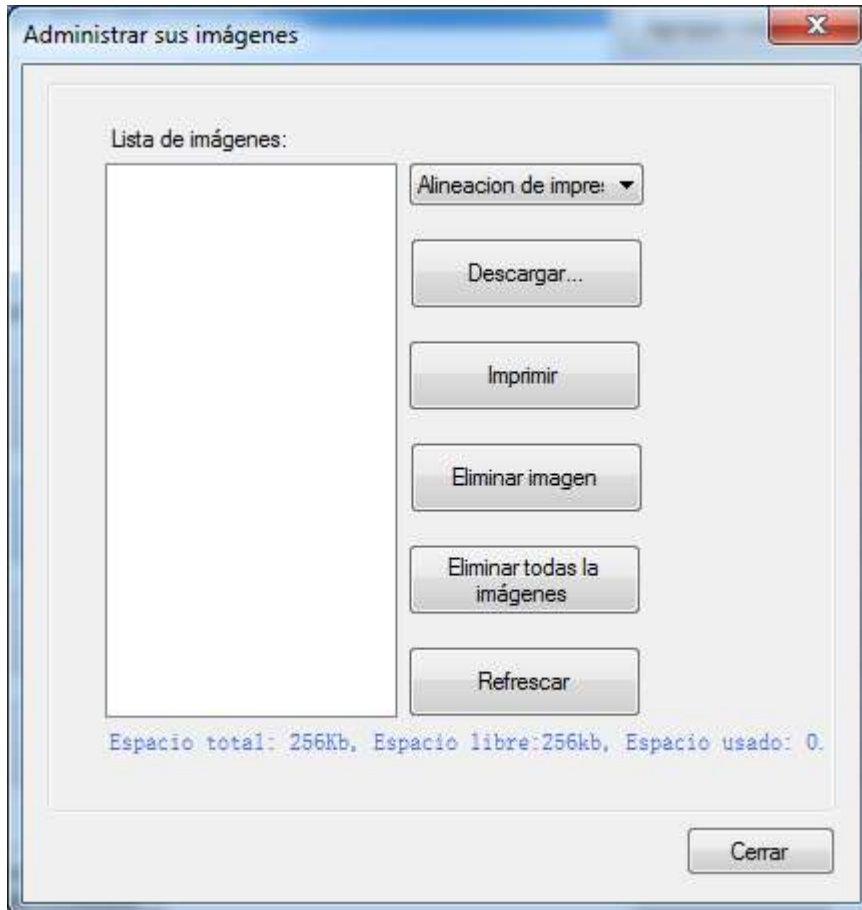 Administrar sus imágenes
Lista de imágenes:
Alineacion de impre
Descargar...
Imprimir
Eliminar imagen
Eliminar todas la
imágenes
Refrescar
Espacio total: 256Kb, Espacio libre:256kb, Espacio usado: 0.
Cerrar